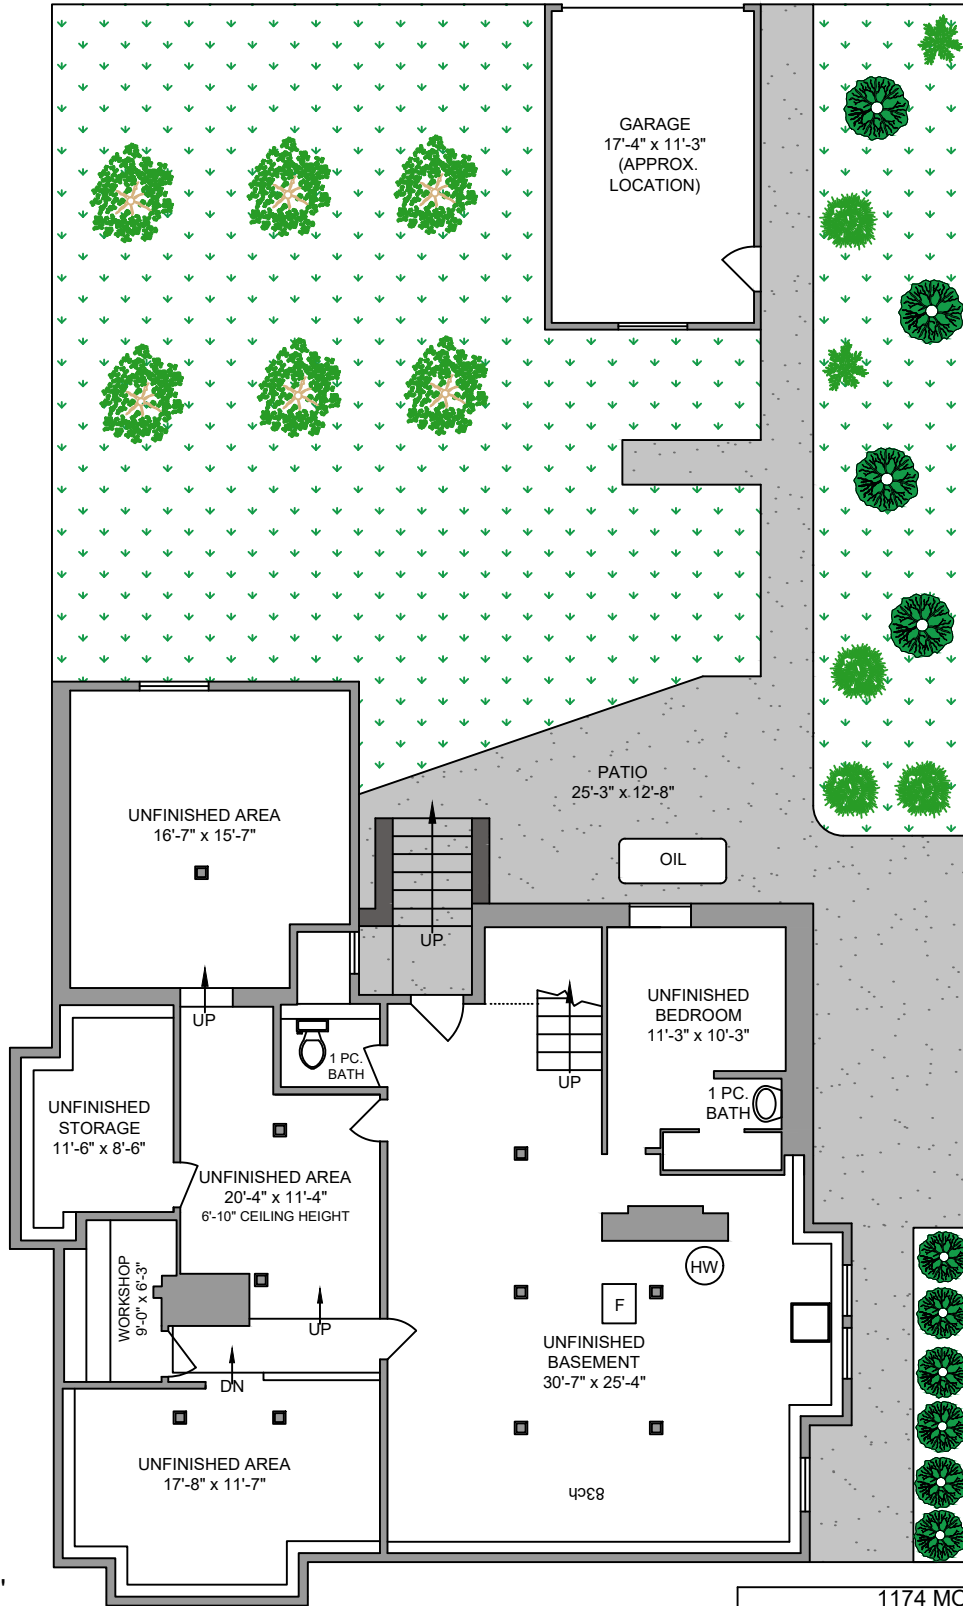 GARAGE
17'-4" x 11'-3"
(APPROX.
LOCATION)
PATIO
25'-3" x 12'-8"
UNFINISHED AREA
16'-7" x 15'-7"
OIL
UP
UNFINISHED
BEDROOM
11'-3" x 10'-3"
UP
1 PC.
BATH
UP
1 PC.
BATH
UNFINISHED
STORAGE
11'-6" x 8'-6"
UNFINISHED AREA
20'-4" x 11'-4"
6'-10" CEILING HEIGHT
HW
WORKSHOP
9'-0" x 6'-3"
F
UP
UNFINISHED
BASEMENT
30'-7" x 25'-4"
DN
UNFINISHED AREA
17'-8" x 11'-7"
83ch
'
1174 MC